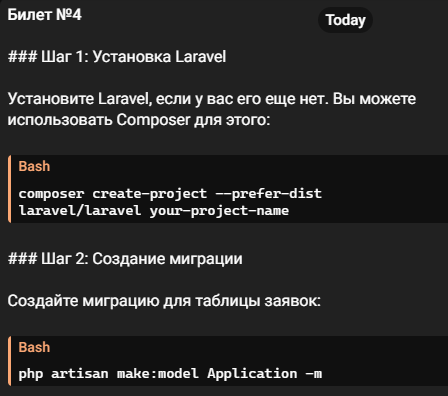 Билет №4
Today
### Шаг 1: Установка Laravel
Установите Laravel, если у вас его еще нет. Вы можете
использовать Composer для этого:
Bash
composer create-project --prefer-dist
laravel/laravel your-project-name
### Шаг 2: Создание миграции
Создайте миграцию для таблицы заявок:
Bash
php artisan make:model Application -m